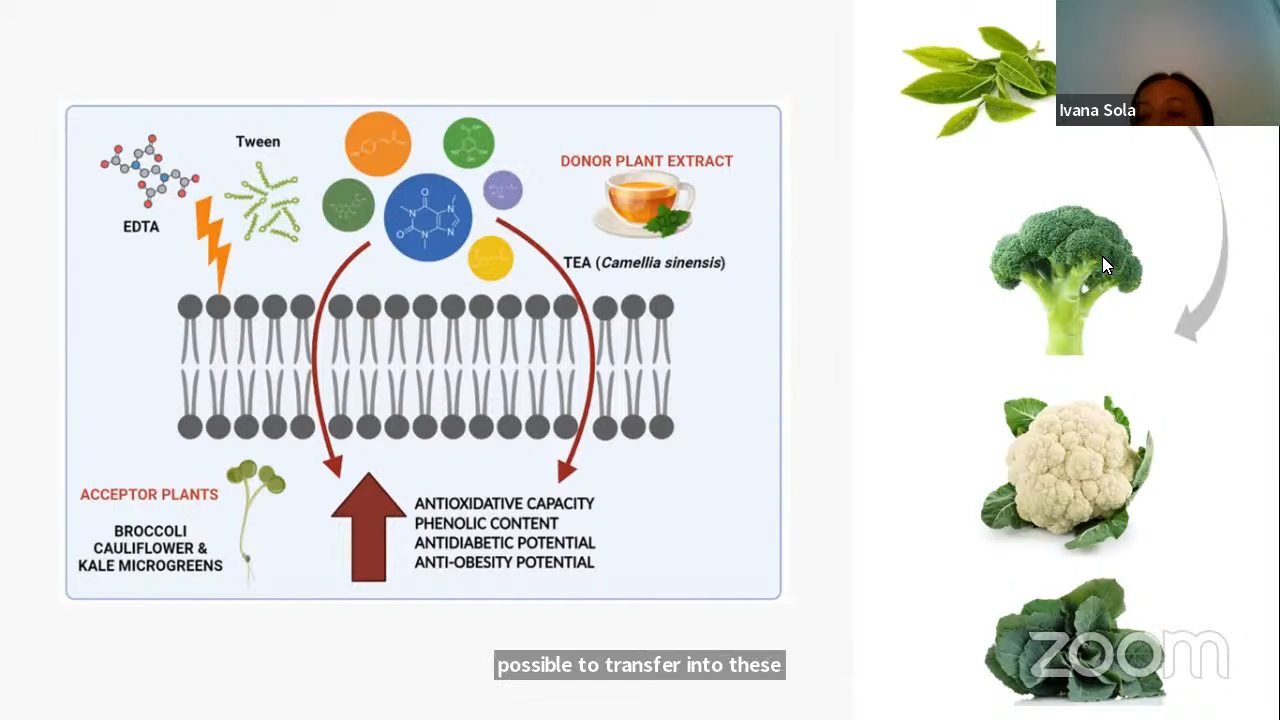 Ivana Sola
Tween
EDTA
DONOR PLANT EXTRACT
TEA (Camellia sinensis)
ACCEPTOR PLANTS
BROCCOLI
CAULIFLOWER &
KALE MICROGREENS
ANTIOXIDATIVE CAPACITY
PHENOLIC CONTENT
ANTIDIABETIC POTENTIAL
ANTI-OBESITY POTENTIAL
possible to transfer into these
zoom